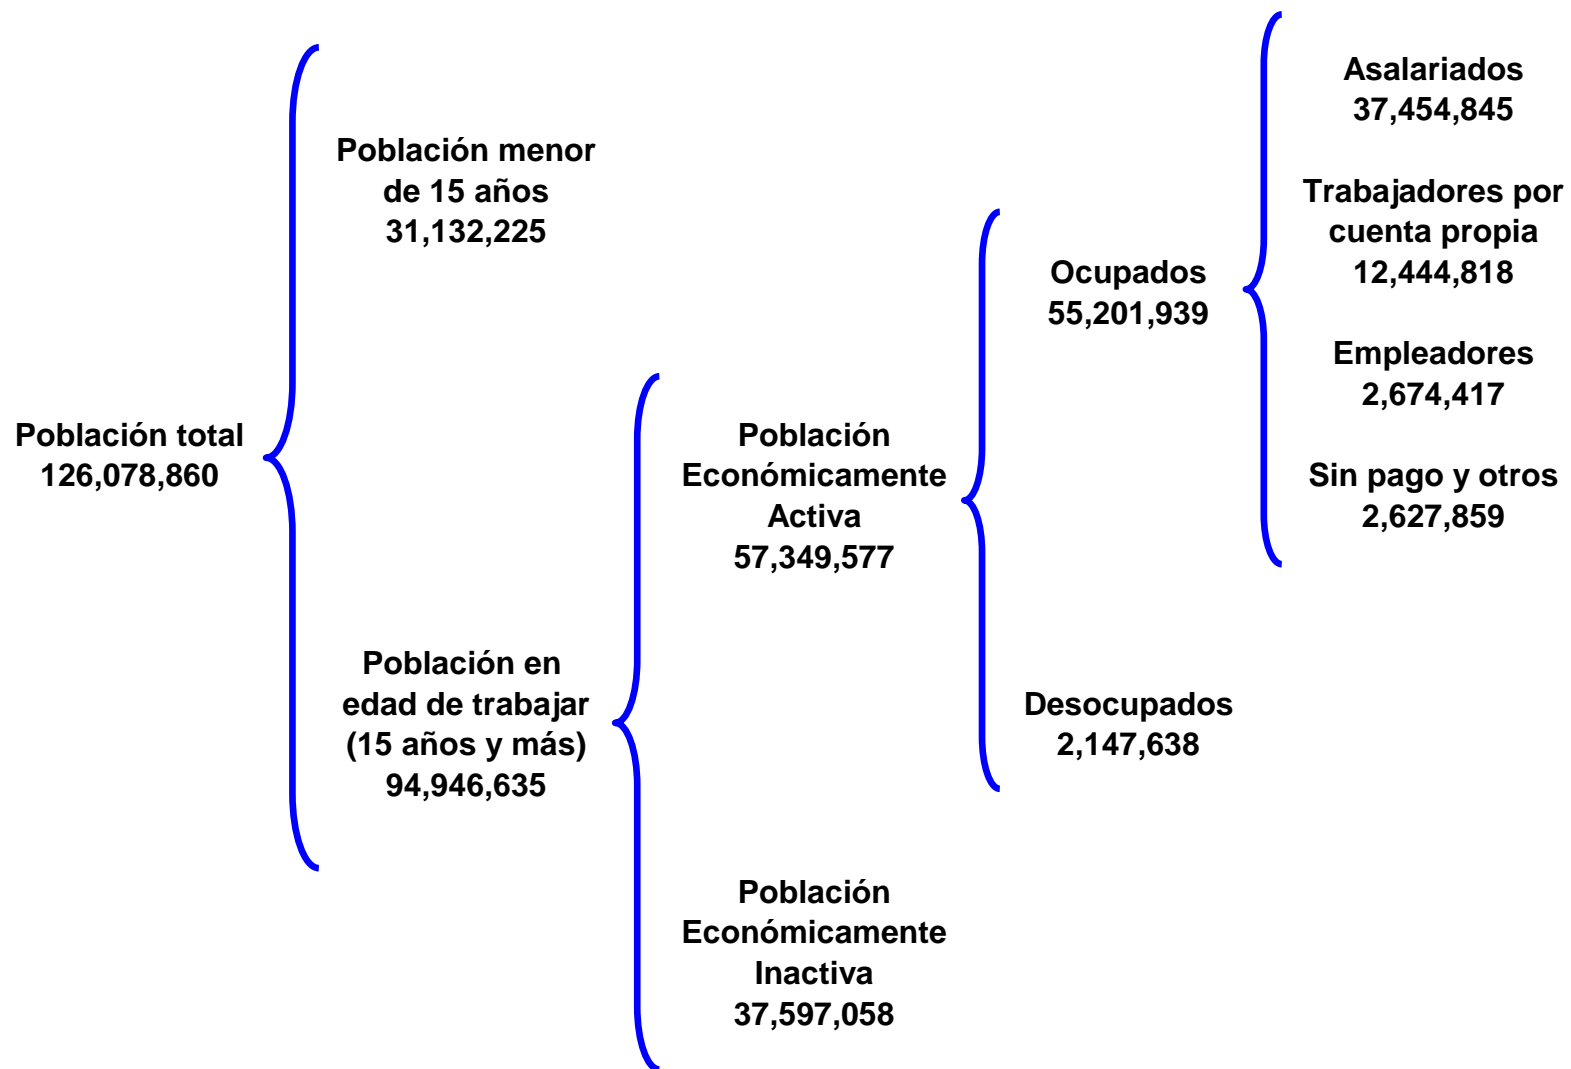 Población total
126,078,860
Población menor
de 15 años
31,132,225
Población en
edad de trabajar
(15 años y más)
94,946,635
Población
Económicamente
Activa
57,349,577
Población
Económicamente
Inactiva
37,597,058
Ocupados
55,201,939
Desocupados
2,147,638
Asalariados
37,454,845
Trabajadores por
cuenta propia
12,444,818
Empleadores
2,674,417
Sin pago y otros
2,627,859